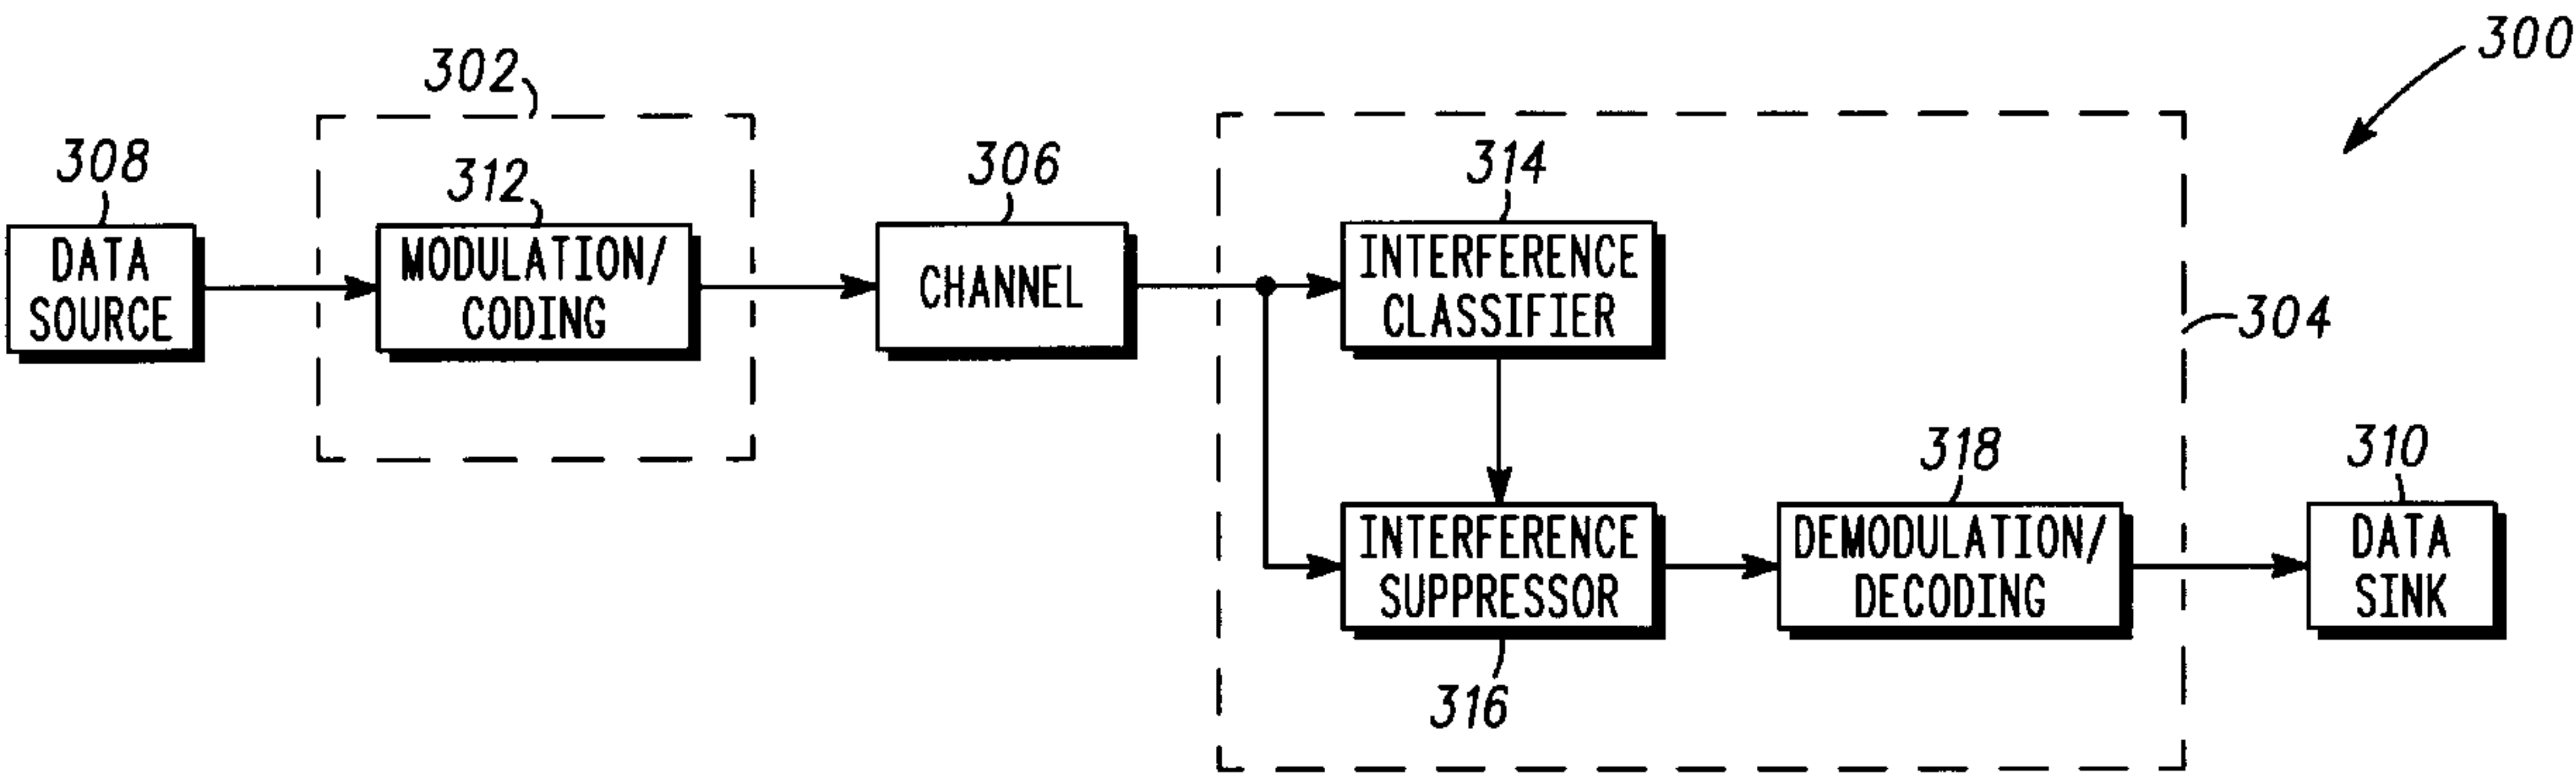 300
302
308
312
306
314
DATA
SOURCE
MODULATION/
CODING
CHANNEL
INTERFERENCE
CLASSIFIER
304
318
310
INTERFERENCE
SUPPRESSOR
DEMODULATION/
DECODING
DATA
SINK
316